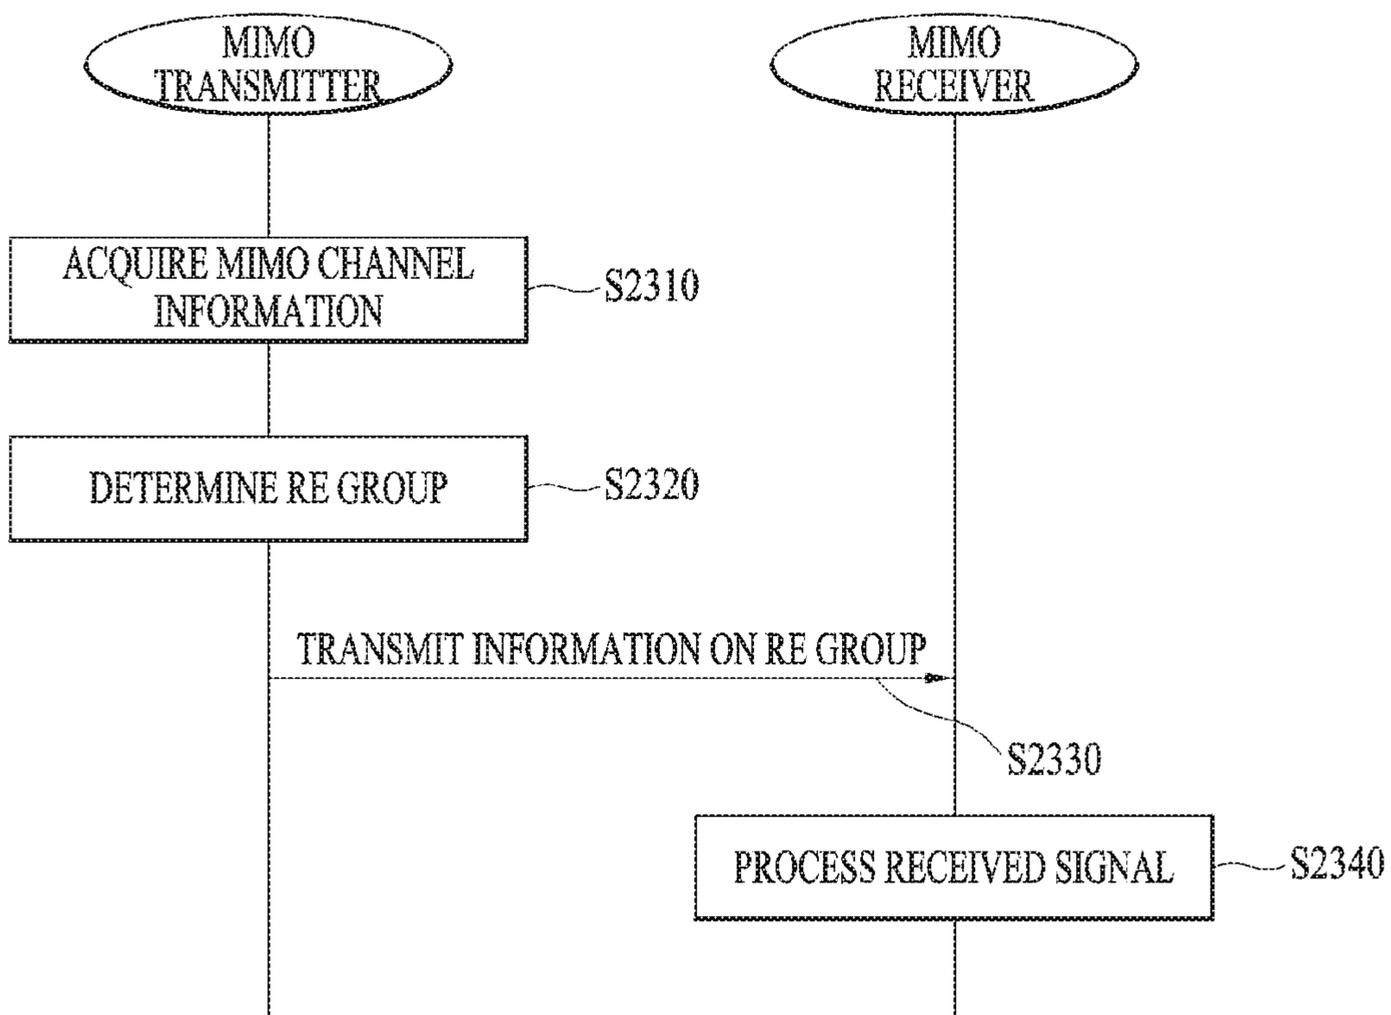 MIMO
TRANSMITTER
MIMO
RECEIVER
ACQUIRE MIMO CHANNEL
INFORMATION
S2310
DETERMINE RE GROUP
S2320
TRANSMIT INFORMATION ON RE GROUP
S2330
PROCESS RECEIVED SIGNAL
S2340